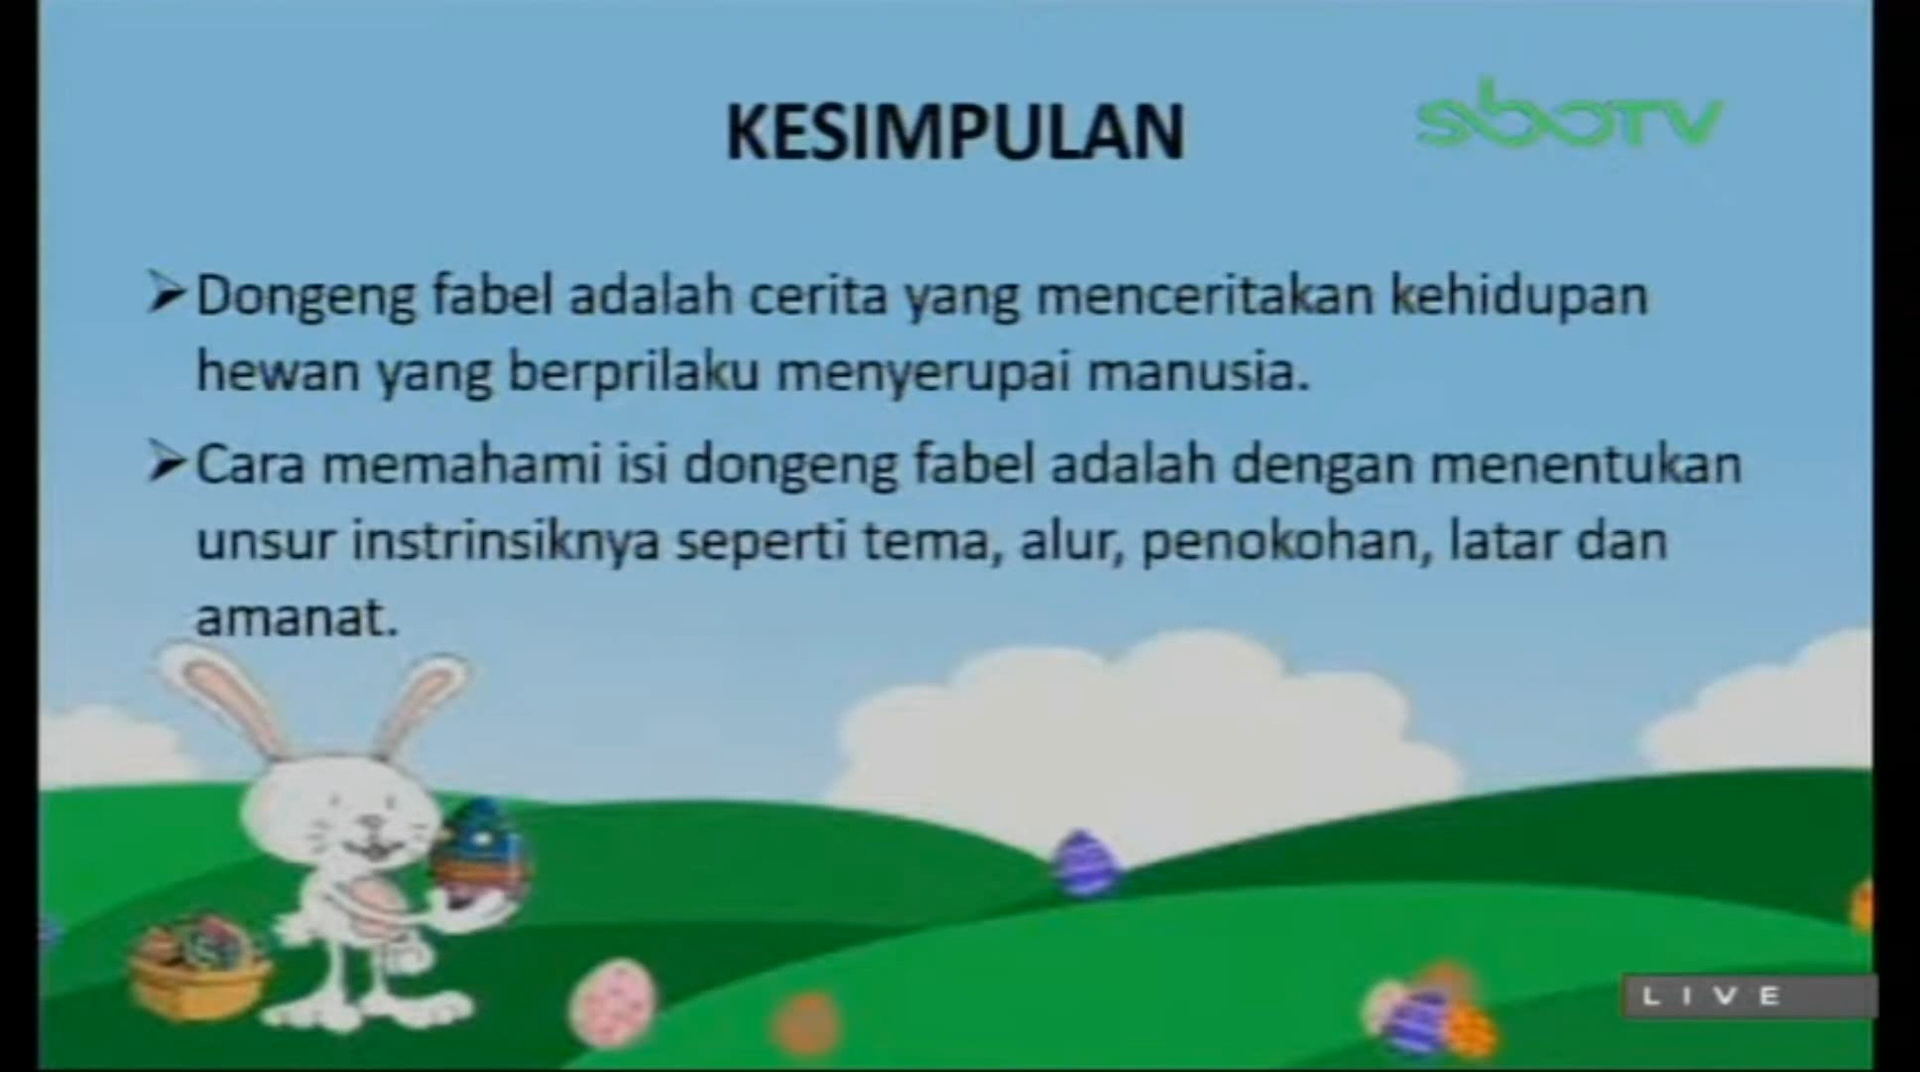 KESIMPULAN
sboTV
➢Dongeng fabel adalah cerita yang menceritakan kehidupan
hewan yang berprilaku menyerupai manusia.
➢Cara memahami isi dongeng fabel adalah dengan menentukan
unsur instrinsiknya seperti tema, alur, penokohan, latar dan
amanat.
LIVE